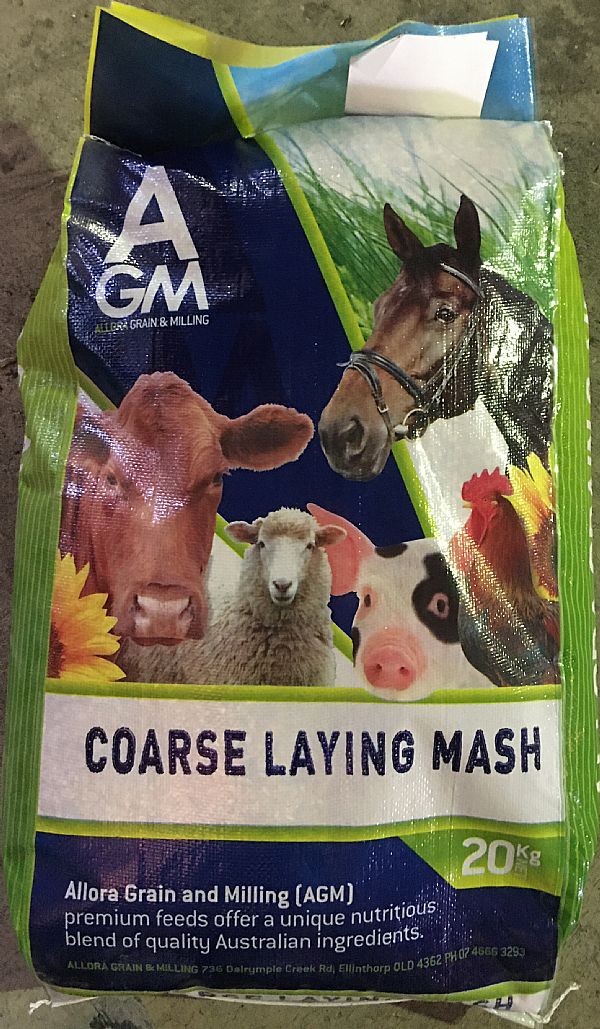 A
GM
ALLORA GRAIN & MILLING
COARSE LAYING MASH
20Kg
Allora Grain and Milling (AGM)
premium feeds offer a unique nutritious
blend of quality Australian ingredients.
ALLORA GRAIN & MILLING 736 Dalrymple Creek Rd, Ellinthorp QLD 4362 PH 07 4666 3293